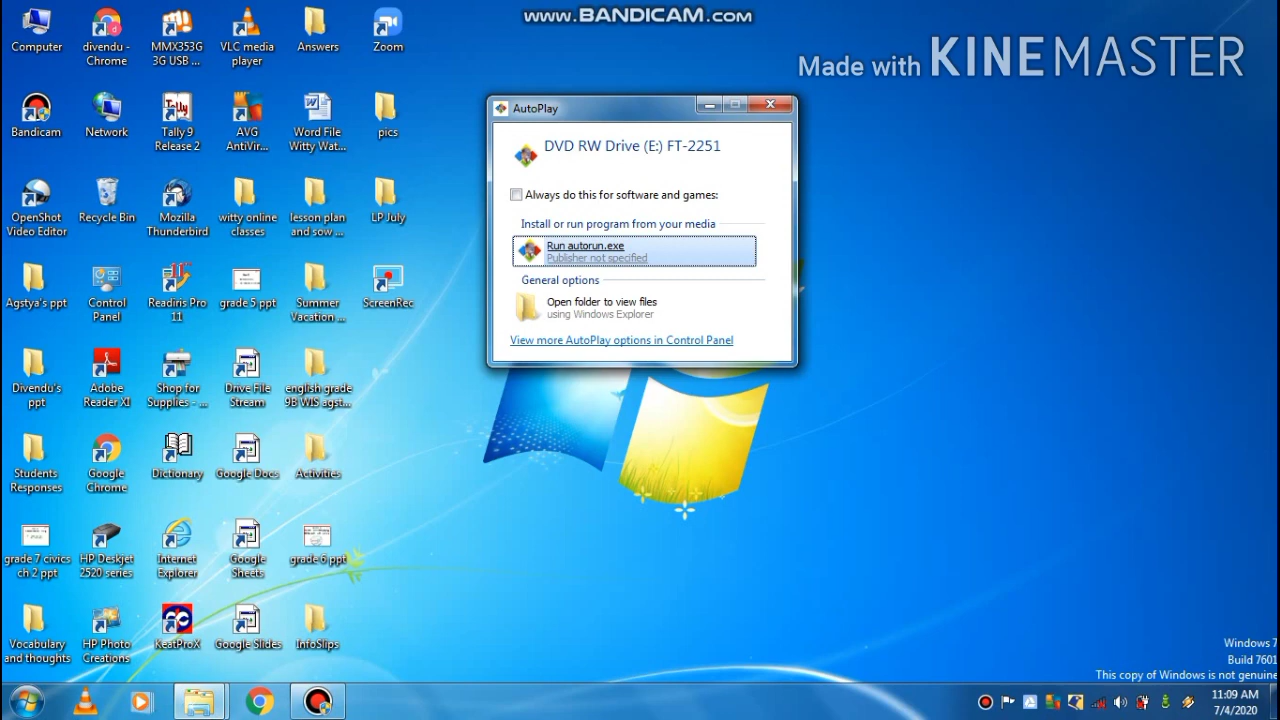 www.BANDICAM.com
Made with KINEMASTER
Computer
divendu -
Chrome
MMX353G
3G USB ...
VLC media
player
Answers
Zoom
Bandicam
Network
Tally 9
Release 2
AVG
AntiVir...
Word File
Witty Wat...
pics
OpenShot
Video Editor
Recycle Bin
Mozilla
Thunderbird
witty online
classes
lesson plan
and sow ...
LP July
Agstya's ppt
Control
Panel
Readiris Pro
11
grade 5 ppt
Summer
Vacation ...
ScreenRec
Divendu's
ppt
Adobe
Reader XI
Shop for
Supplies - ...
Drive File
Stream
english grade
9B WIS agst...
Students
Responses
Google
Chrome
Dictionary
Google Docs
Activities
grade 7 civics
ch 2 ppt
HP Deskjet
2520 series
Internet
Explorer
Google
Sheets
grade 6 ppt
Vocabulary
and thoughts
HP Photo
Creations
KeatProX
Google Slides
InfoSlips
AutoPlay
DVD RW Drive (E:) FT-2251
Always do this for software and games:
Install or run program from your media
Run autorun.exe
Publisher not specified
General options
Open folder to view files
using Windows Explorer
View more AutoPlay options in Control Panel
Windows 7
Build 7601
This copy of Windows is not genuine
11:09 AM
7/4/2020